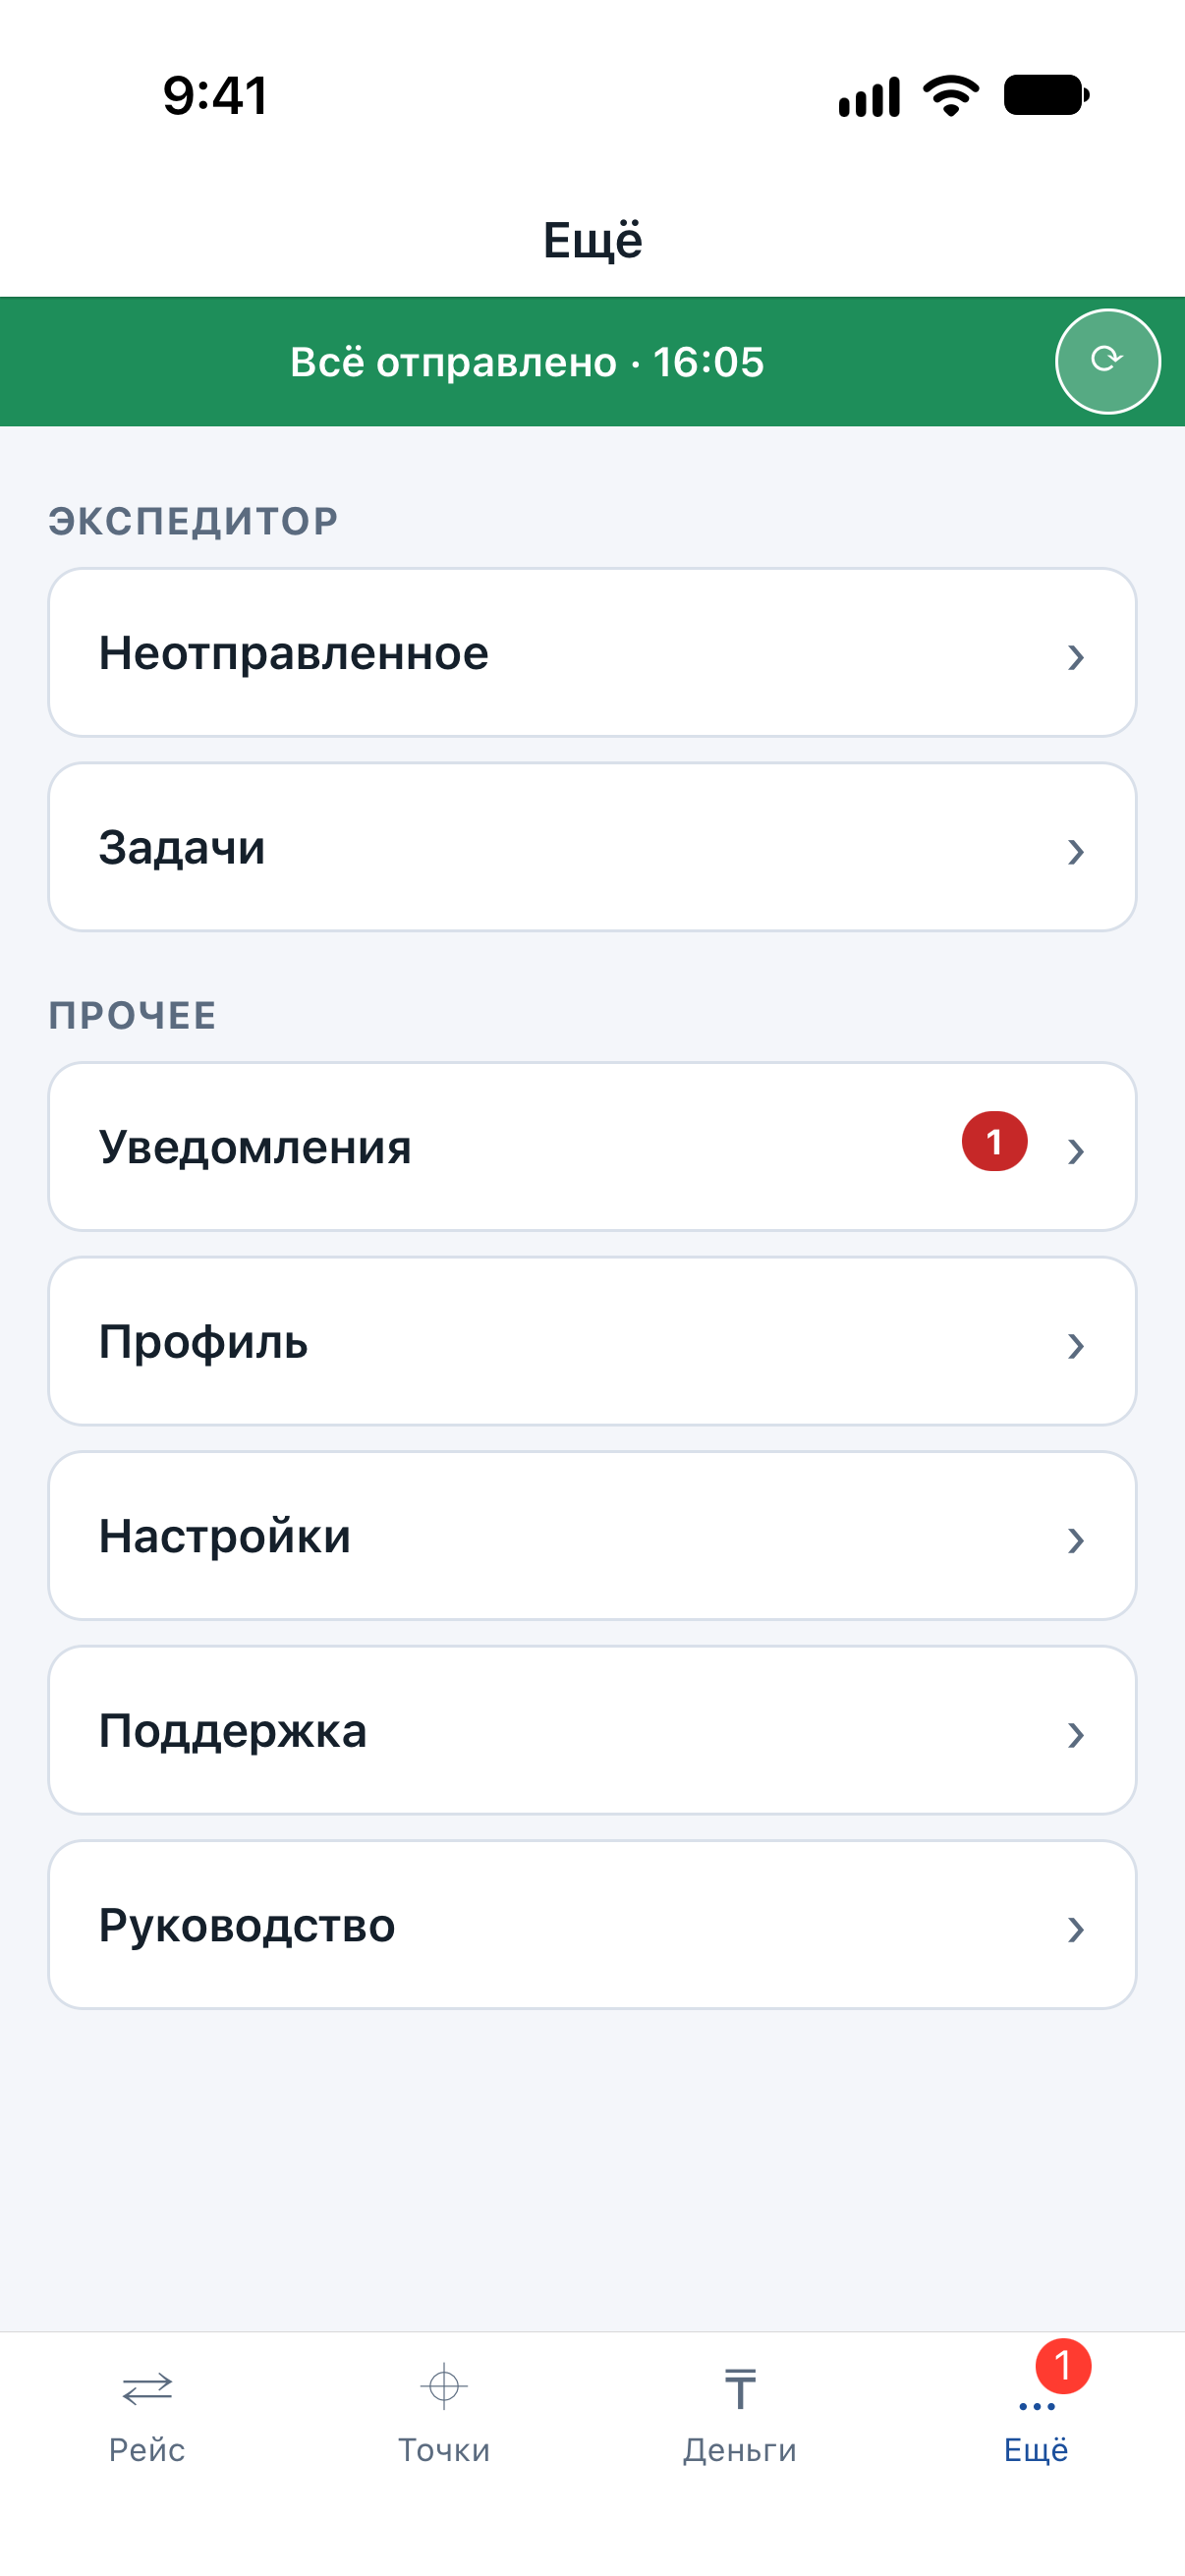 9:41
Ещё
Всё отправлено · 16:05
ЭКСПЕДИТОР
Неотправленное
Задачи
ПРОЧЕЕ
Уведомления 1
Профиль
Настройки
Поддержка
Руководство
1
Рейс Точки Деньги Ещё